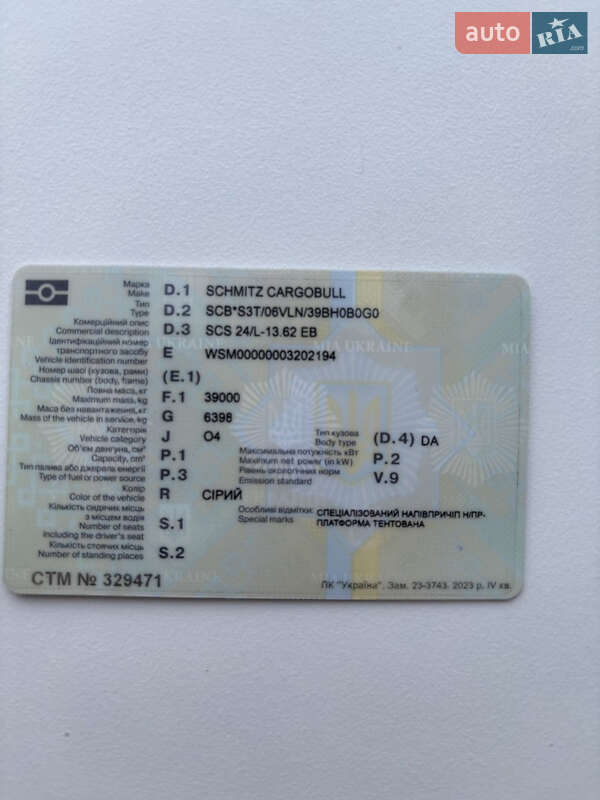 auto RIA .com
Марка
Make D.1 SCHMITZ CARGOBULL
Тип
Type D.2 SCB*S3T/06VLN/39BH0B0G0
Комерційний опис
Commercial description D.3 SCS 24/L-13.62 EB
Ідентифікаційний номер
транспортного засобу
Vehicle identification number E WSM00000003202194
Номер шасі (кузова, рами)
Chassis number (body, frame) (E.1)
Повна маса, кг
Maximum mass, kg F.1 39000
Маса без навантаження, кг
Mass of the vehicle in service, kg G 6398
Категорія
Vehicle category J O4
Тип кузова
Body type (D.4) DA
Об'єм двигуна, см³
Capacity, cm³ P.1
Максимальна потужність кВт
Maximum net power (in kW) P.2
Тип палива або джерела енергії
Type of fuel or power source P.3
Рівень екологічних норм
Emission standard V.9
Колір
Color of the vehicle R СІРИЙ
Кількість сидячих місць
з місцем водія
Number of seats
Including the driver's seat S.1
Особливі відмітки:
Special marks СПЕЦІАЛІЗОВАНИЙ НАПІВПРИЧІП Н/ПР-
ПЛАТФОРМА ТЕНТОВАНА
Кількість стоячих місць
Number of standing places S.2
СТМ № 329471
ПК "Україна". Зам. 23-3743. 2023 р. IV кв.
MIA UKRAINE